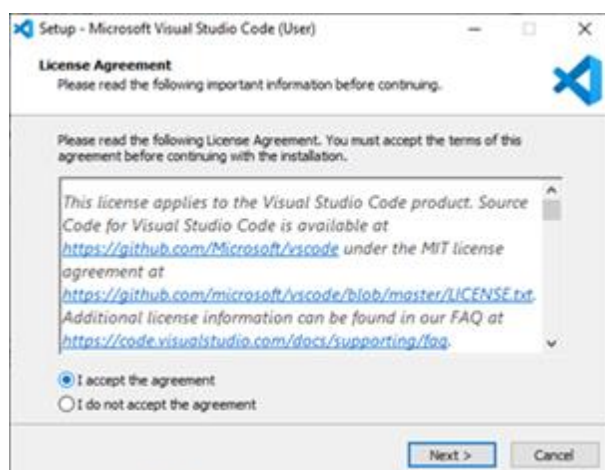 Setup - Microsoft Visual Studio Code (User)
License Agreement
Please read the following important information before continuing.
Please read the following License Agreement. You must accept the terms of this
agreement before continuing with the installation.
This license applies to the Visual Studio Code product. Source
Code for Visual Studio Code is available at
https://github.com/Microsoft/vscode under the MIT license
agreement at
https://github.com/microsoft/vscode/blob/master/LICENSE.txt.
Additional license information can be found in our FAQ at
https://code.visualstudio.com/docs/supporting/faq.
I accept the agreement
I do not accept the agreement
Next >
Cancel